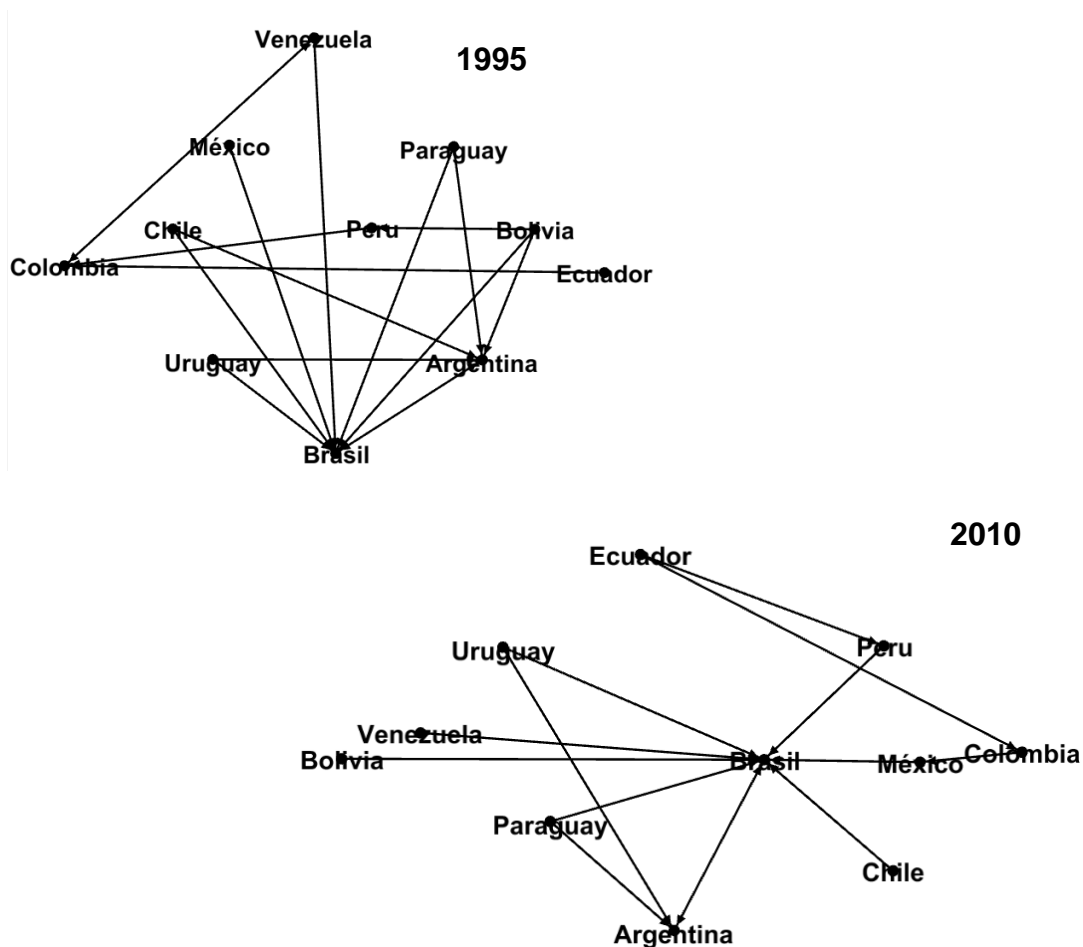 Venezuela
1995
México
Paraguay
Chile
Peru
Bolivia
Colombia
Ecuador
Uruguay
Argentina
Brasil
2010
Ecuador
Uruguay
Peru
Venezuela
Bolivia
Brasil
México
Colombia
Paraguay
Chile
Argentina